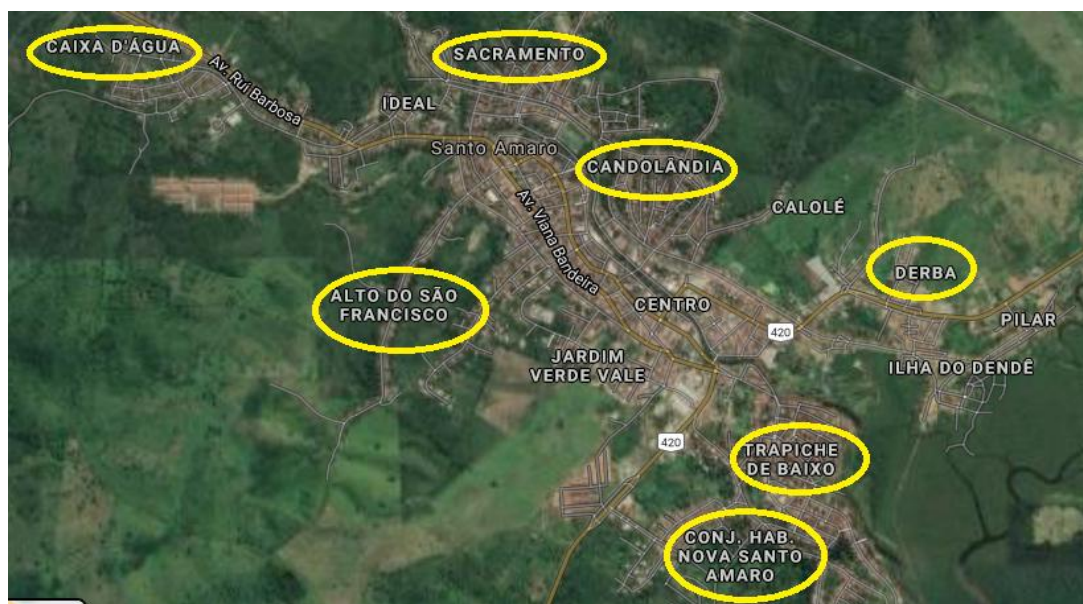 CAIXA D'ÁGUA
SACRAMENTO
Av. Rui Barbosa
IDEAL
Santo Amaro
CANDOLÂNDIA
CALOLÉ
Av. Viana Bandeira
DERBA
ALTO DO SÃO
FRANCISCO
CENTRO
PILAR
420
JARDIM
VERDE VALE
ILHA DO DENDÊ
420
TRAPICHE
DE BAIXO
CONJ. HAB.
NOVA SANTO
AMARO